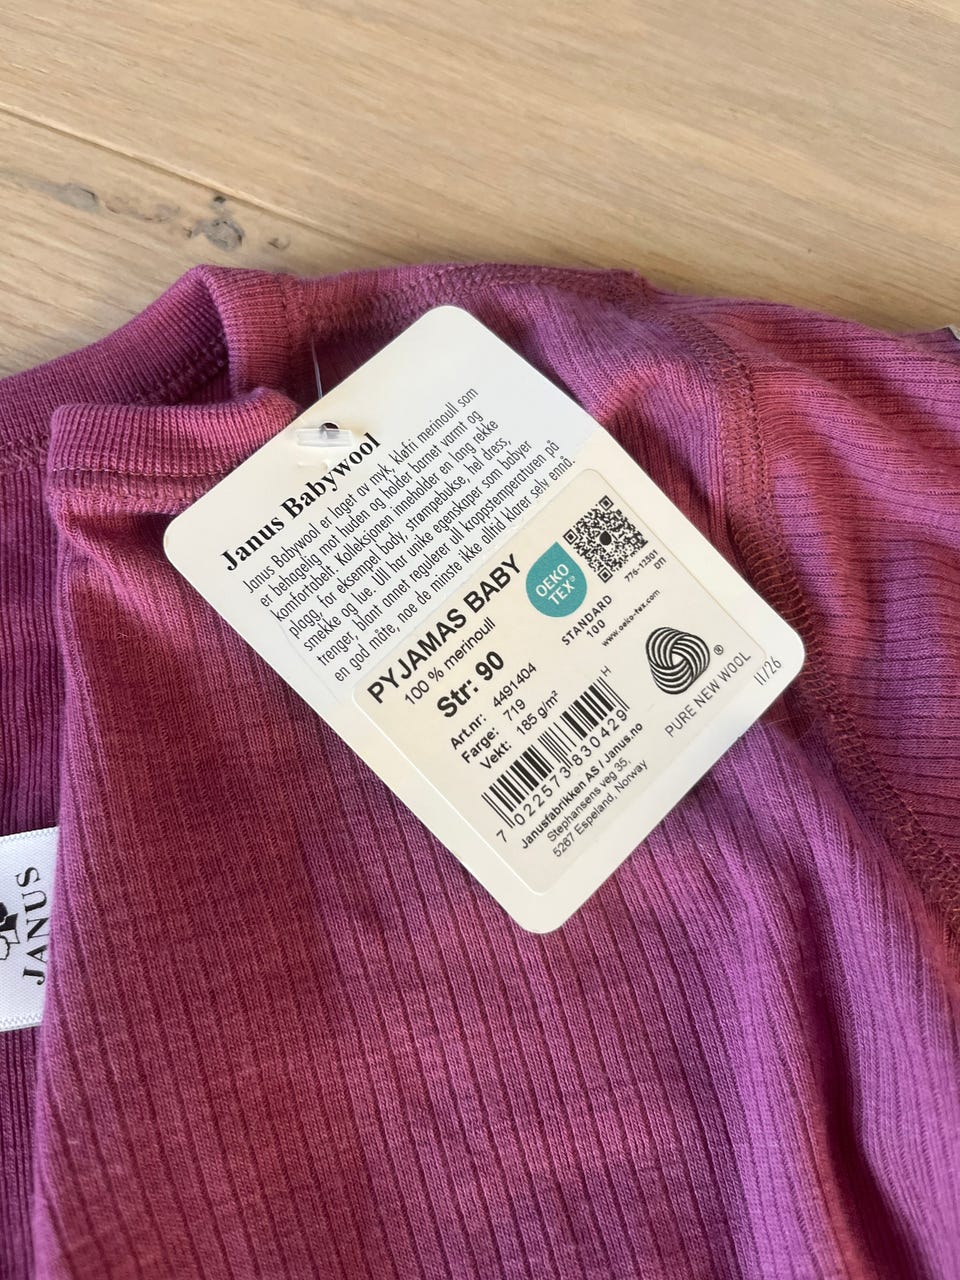 Janus Babywool
Janus Babywool er laget av myk, kløfri merinoull som
er behagelig mot huden og holder barnet varmt og
komfortabelt. Kolleksjonen inneholder en lang rekke
plagg, for eksempel body, strømpebukse, hel dress,
smekke og lue. Ull har unike egenskaper som babyer
trenger, blant annet regulerer ull kroppstemperaturen på
en god måte, noe de minste ikke alltid klarer selv ennå.
PYJAMAS BABY
100 % merinoull
Str: 90
Art.nr: 4491404
Farge: 719
Vekt: 185 g/m²
H
7 022573 830429
Janusfabrikken AS / Janus.no
Stephansens veg 35,
5267 Espeland, Norway
OEKO
TEX®
STANDARD
100
776-12501
DTI
www.oeko-tex.com
®
PURE NEW WOOL
11/26
JANUS